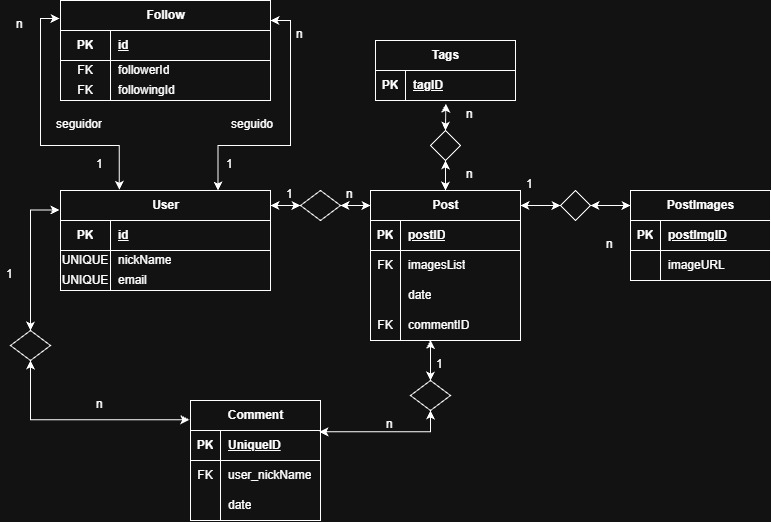 Follow
n
PK id
n
FK followerId
FK followingId
Tags
PK tagID
n
seguidor
seguido
1
1
n
User
1
n
Post
1
PostImages
PK id
PK postID
n
PK postImgID
UNIQUE nickName
FK imagesList
imageURL
1
UNIQUE email
date
FK commentID
1
n
Comment
n
PK UniqueID
FK user_nickName
date